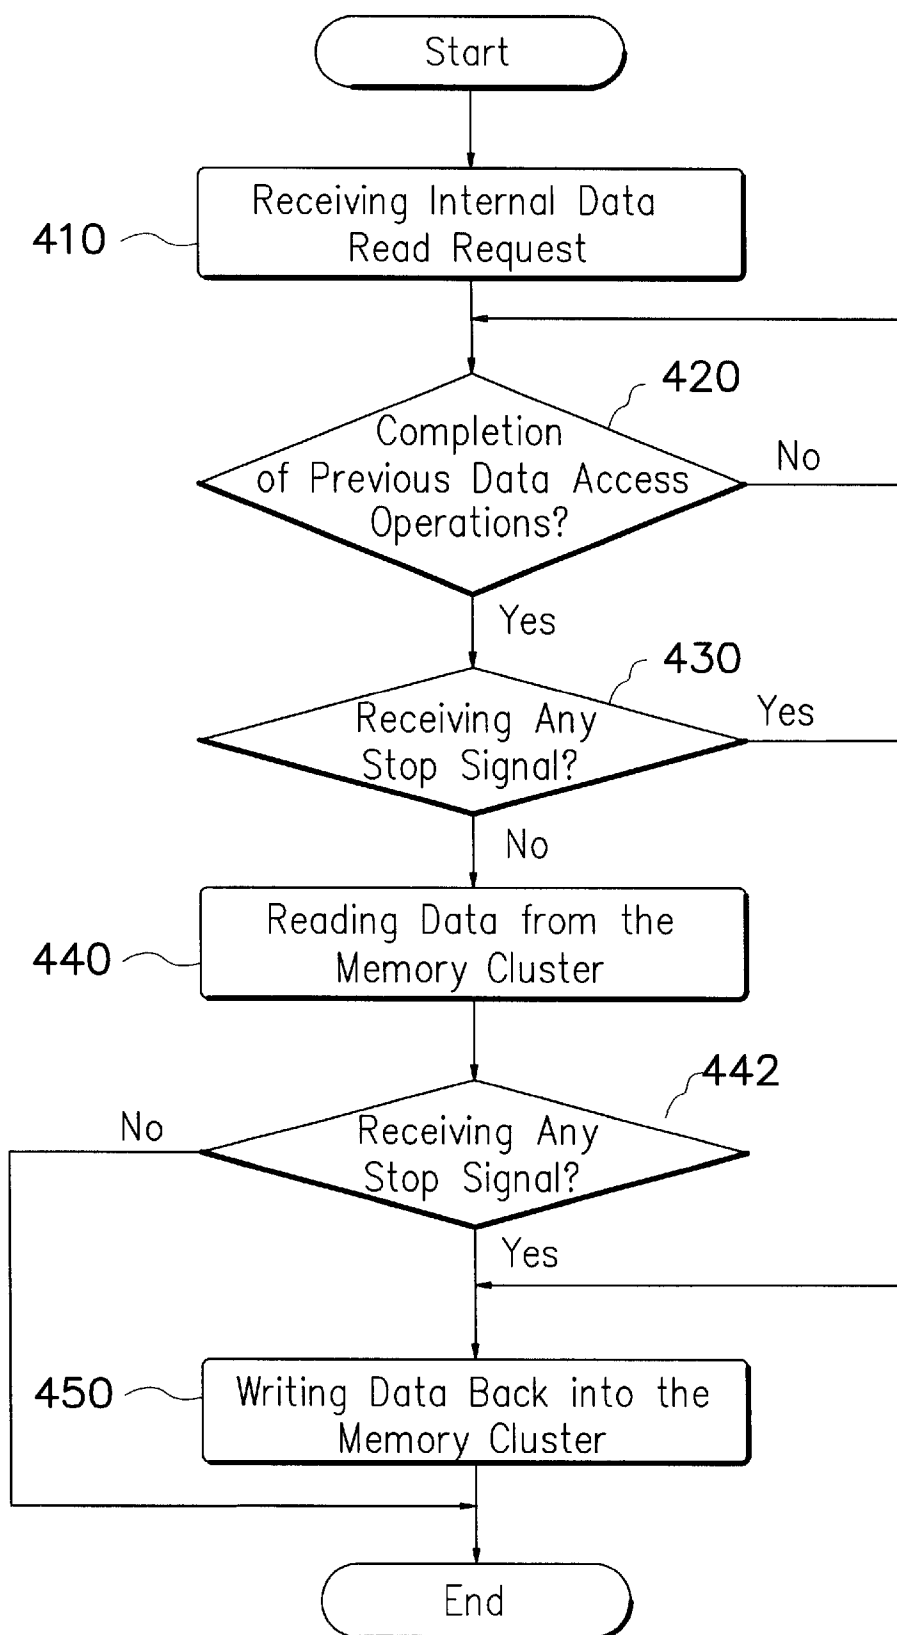 Start
Receiving Internal Data
Read Request
410
420
Completion
of Previous Data Access
Operations?
No
Yes
430
Receiving Any
Stop Signal?
Yes
No
Reading Data from the
Memory Cluster
440
442
No
Receiving Any
Stop Signal?
Yes
450
Writing Data Back into the
Memory Cluster
End